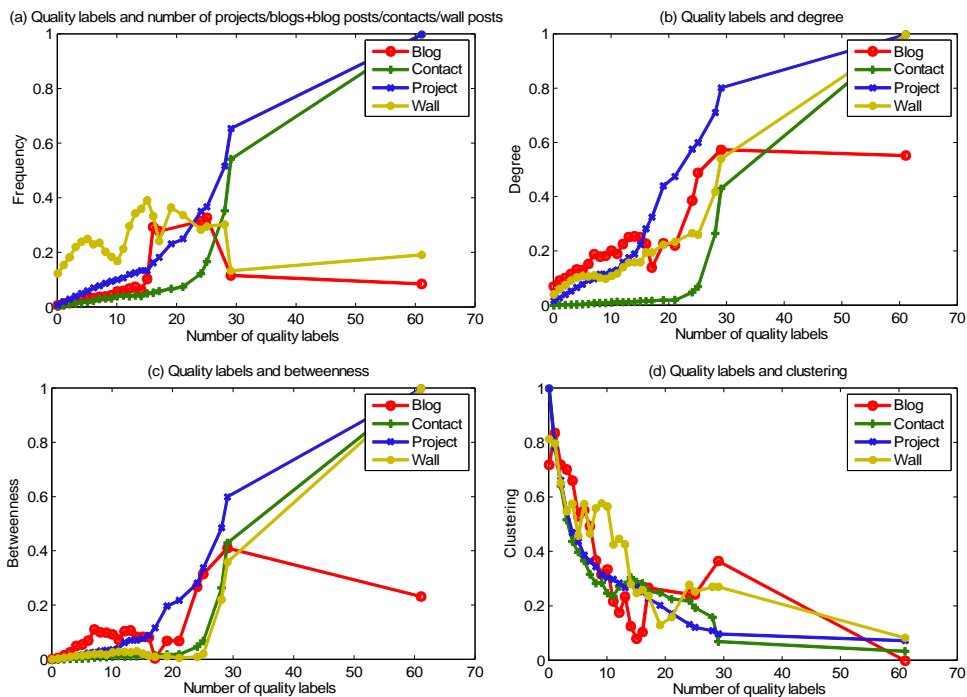 (a) Quality labels and number of projects/blogs+blog posts/contacts/wall posts
1
0.8
0.6
0.4
0.2
0
Frequency
0 10 20 30 40 50 60 70
Number of quality labels
Blog
Contact
Project
Wall
(b) Quality labels and degree
1
0.8
0.6
0.4
0.2
0
Degree
0 10 20 30 40 50 60 70
Number of quality labels
Blog
Contact
Project
Wall
(c) Quality labels and betweenness
1
0.8
0.6
0.4
0.2
0
Betweenness
0 10 20 30 40 50 60 70
Number of quality labels
Blog
Contact
Project
Wall
(d) Quality labels and clustering
1
0.8
0.6
0.4
0.2
0
Clustering
0 10 20 30 40 50 60 70
Number of quality labels
Blog
Contact
Project
Wall